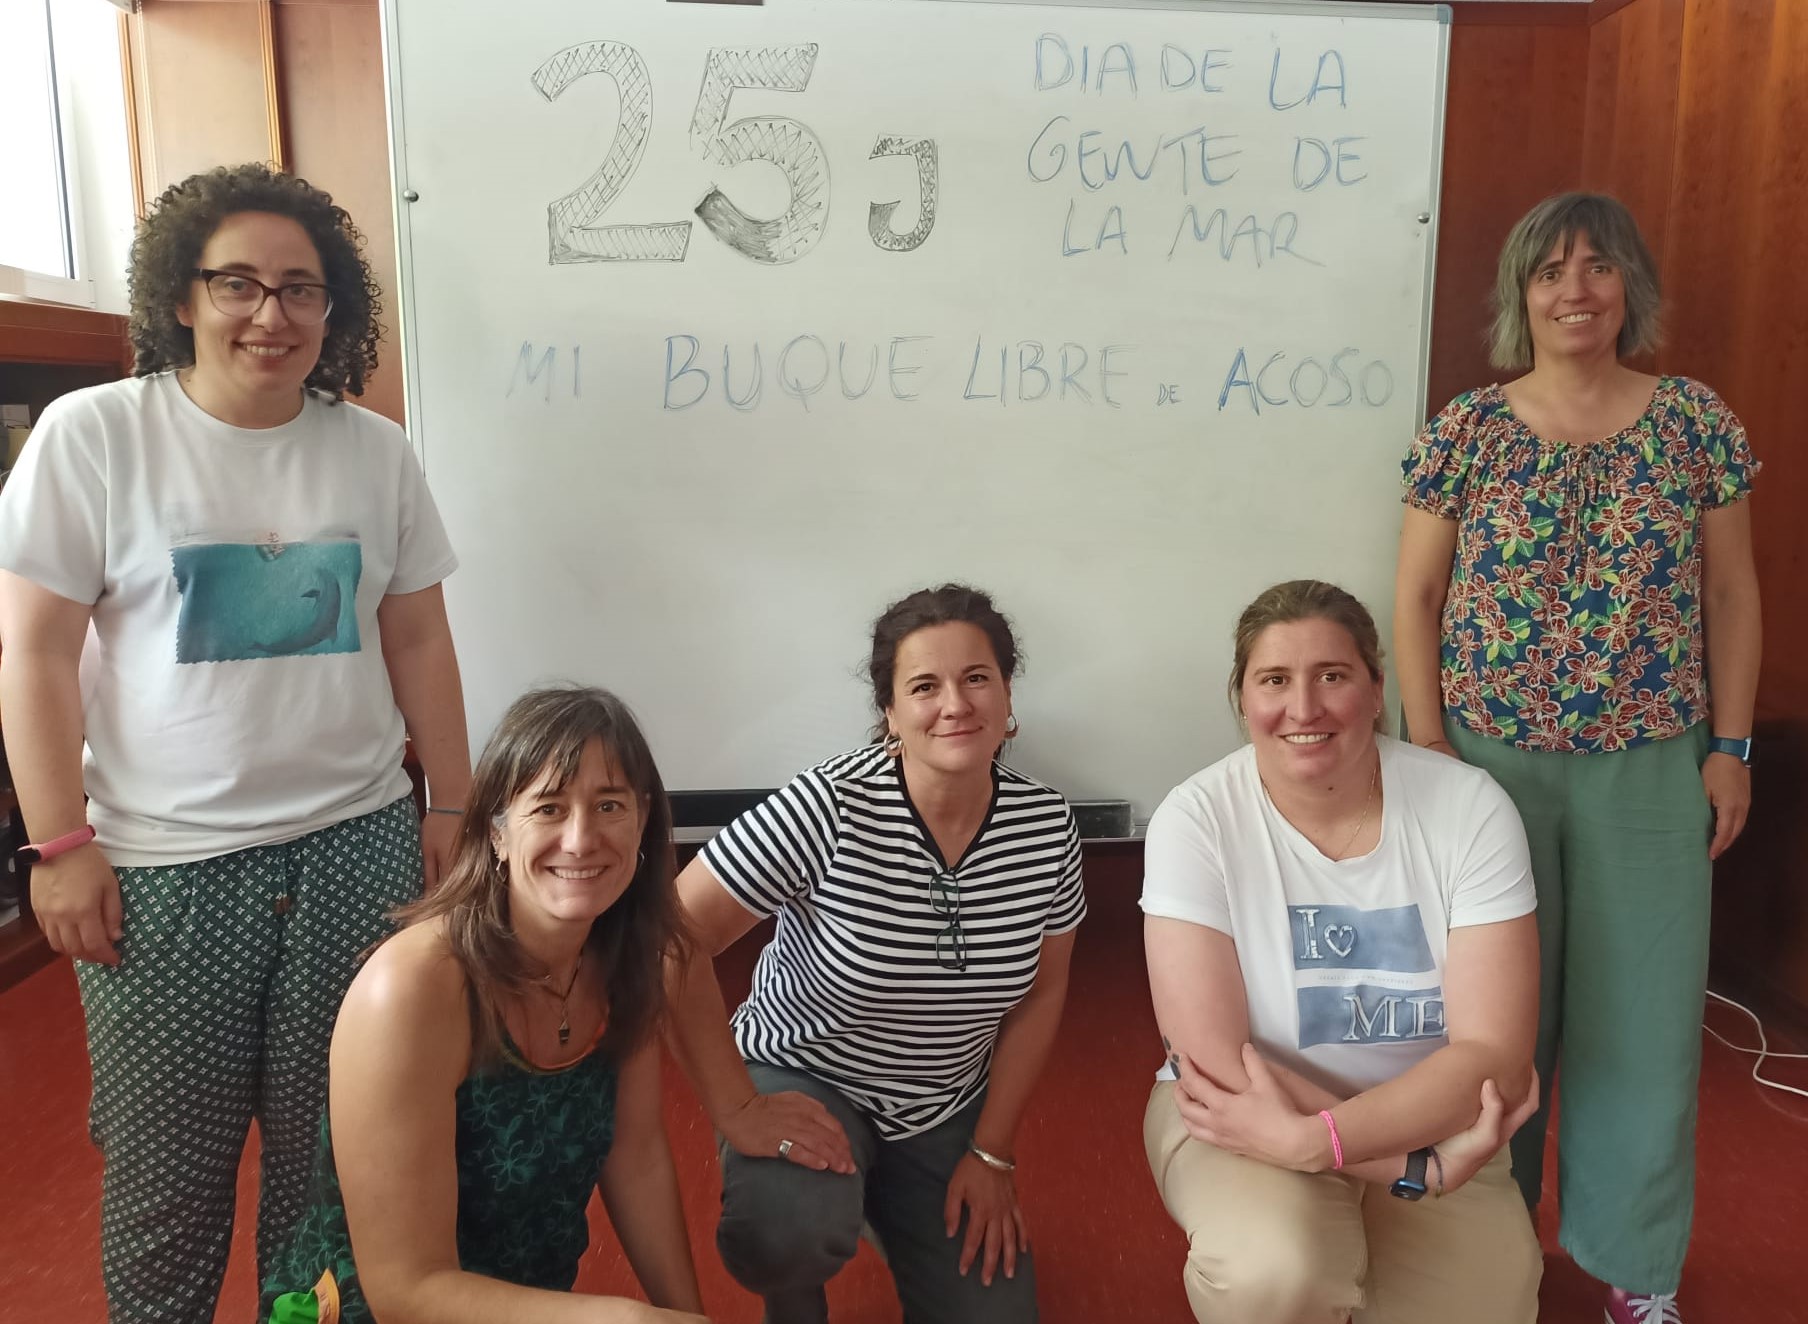 25J
DIA DE LA
GENTE DE
LA MAR
MI BUQUE LIBRE DE ACOSO
I
ME